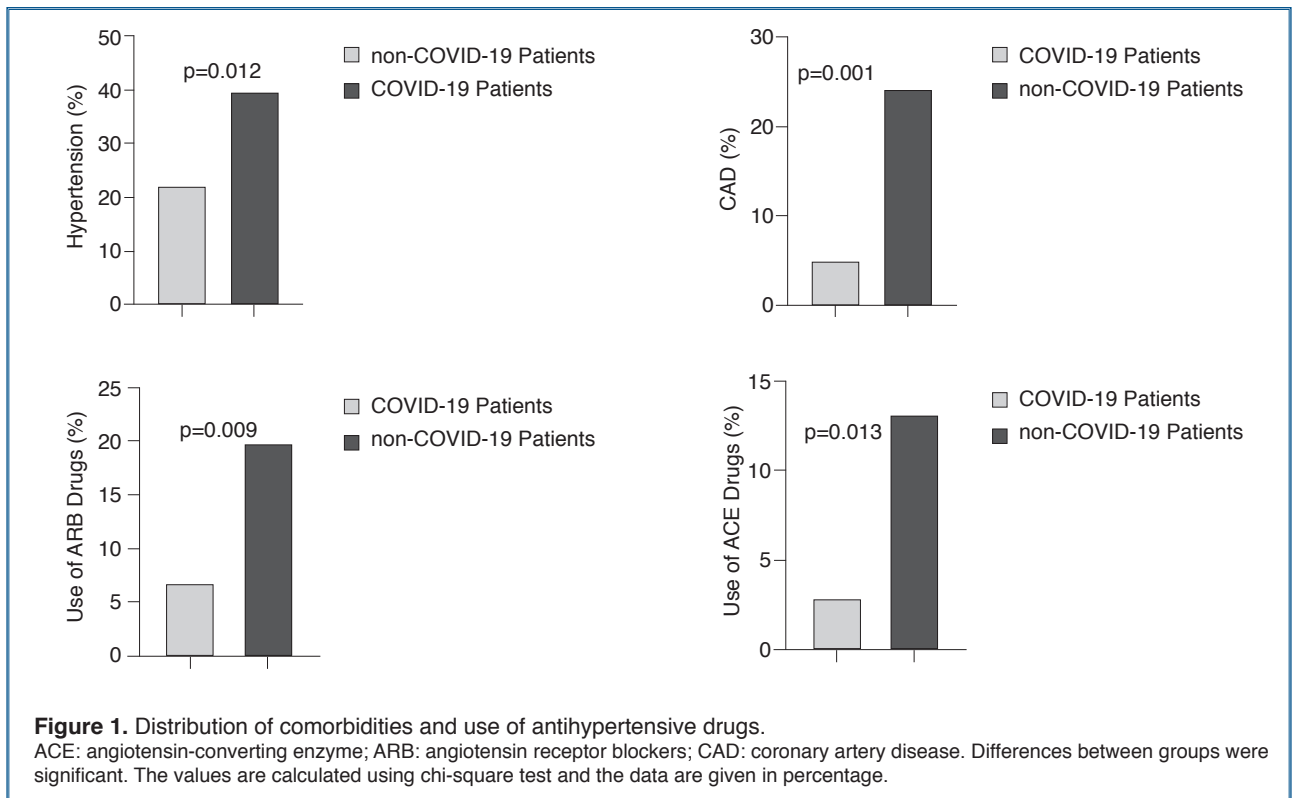 50
40
30
20
10
0
Hypertension (%)
p=0.012
non-COVID-19 Patients
COVID-19 Patients
30
20
10
0
CAD (%)
p=0.001
COVID-19 Patients
non-COVID-19 Patients
25
20
15
10
5
0
Use of ARB Drugs (%)
p=0.009
COVID-19 Patients
non-COVID-19 Patients
15
10
5
0
Use of ACE Drugs (%)
p=0.013
COVID-19 Patients
non-COVID-19 Patients
Figure 1. Distribution of comorbidities and use of antihypertensive drugs.
ACE: angiotensin-converting enzyme; ARB: angiotensin receptor blockers; CAD: coronary artery disease. Differences between groups were
significant. The values are calculated using chi-square test and the data are given in percentage.